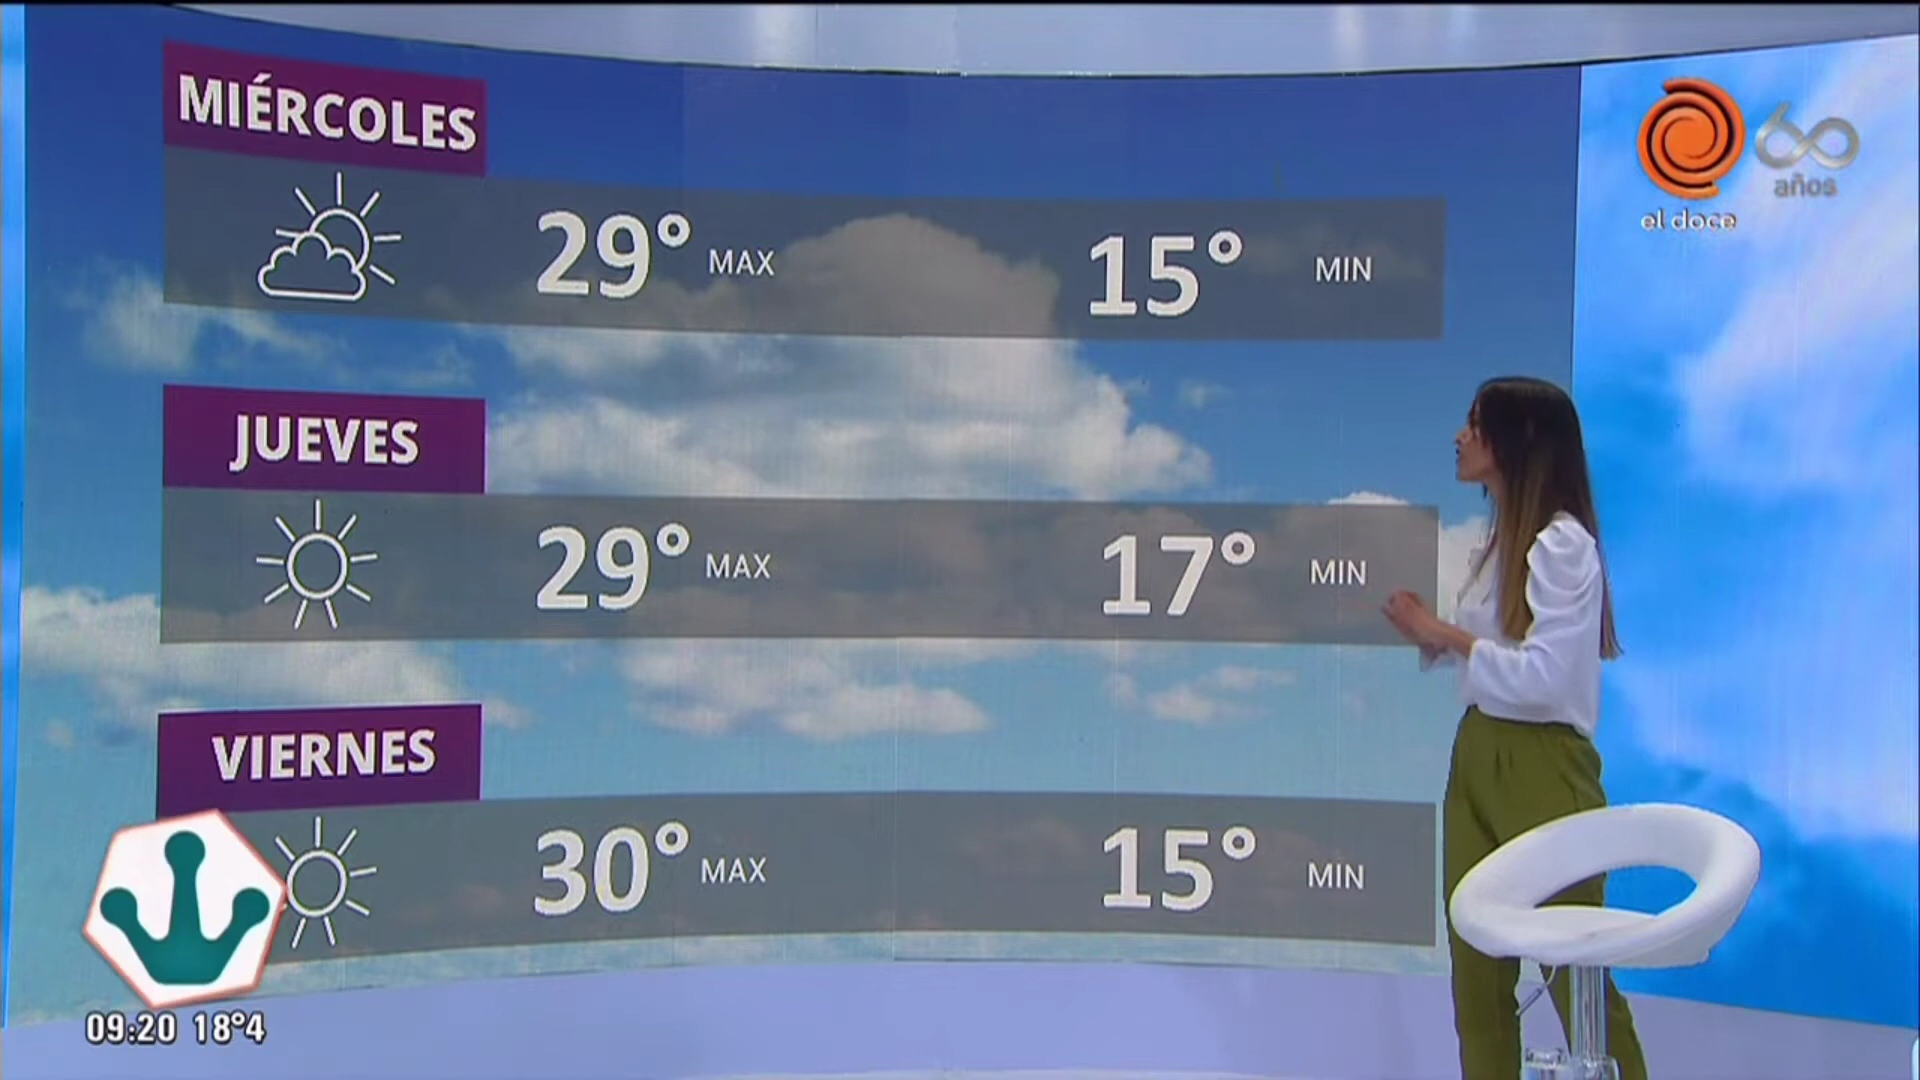 MIÉRCOLES
29° MAX 15° MIN
60 años
el doce
JUEVES
29° MAX 17° MIN
VIERNES
30° MAX 15° MIN
09:20 18°4